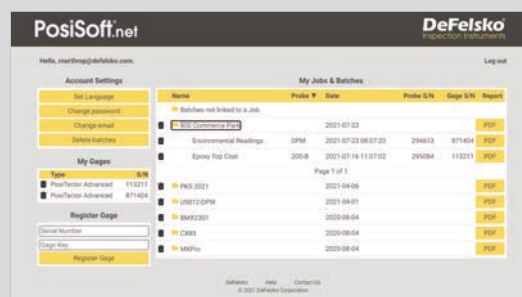 PosiSoft.net
DeFelsko
Inspection Instruments
Hello, rnorthrop@defelsko.com.
Log out
Account Settings
Set Language
Change password
Change email
Delete batches
My Gages
Type S/N
PosiTector Advanced 113211
PosiTector Advanced 871404
Register Gage
Serial Number
Gage Key
Register Gage
My Jobs & Batches
Name Probe ▼ Date Probe S/N Gage S/N Report
Batches not linked to a Job.
800 Commerce Park 2021-07-23 PDF
Environmental Readings DPM 2021-07-23 08:07:23 294613 871404 PDF
Epoxy Top Coat 200-B 2021-07-16 11:07:02 295084 113211 PDF
Page 1 of 1
PKS 2021 2021-04-06 PDF
US812-DPM 2021-04-01 PDF
BMX2301 2020-09-04 PDF
CX85 2020-08-04 PDF
MXPro 2020-08-04 PDF
DeFelsko Help Contact Us
© 2021 DeFelsko Corporation